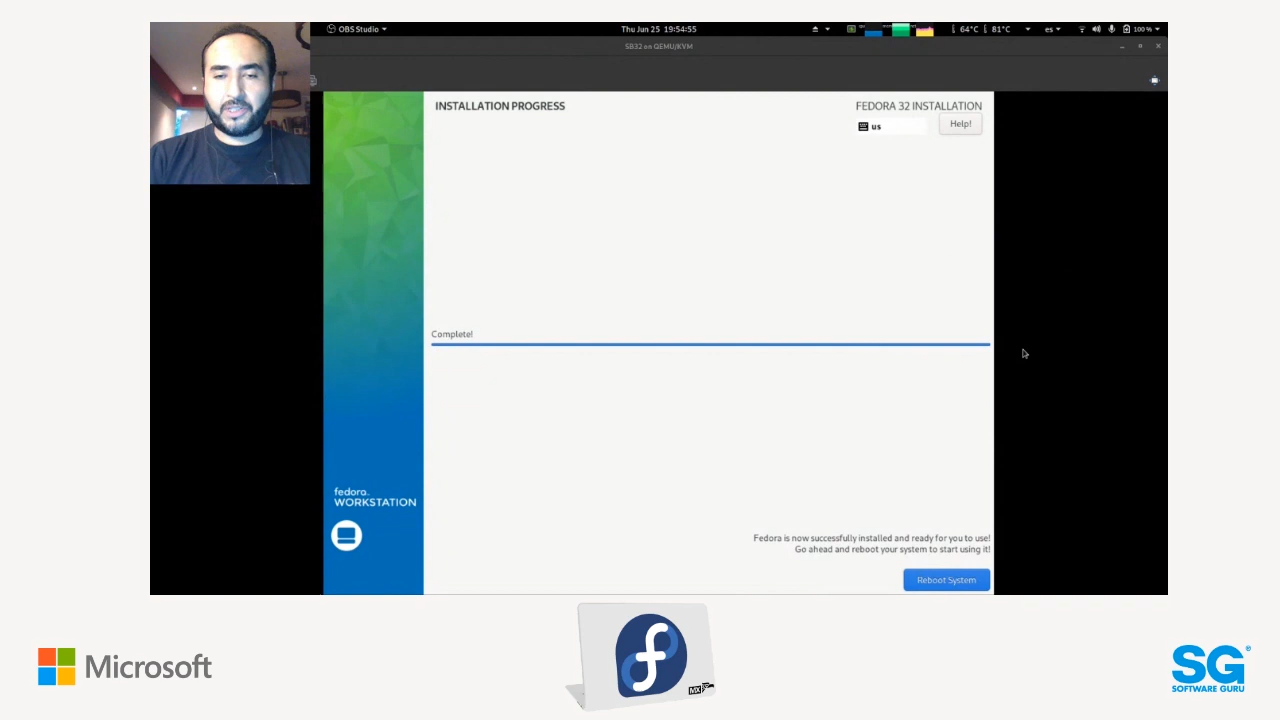 OBS Studio
Thu Jun 25 19:54:55
64°C
81°C
es
100 %
SB32 on QEMU/KVM
INSTALLATION PROGRESS
FEDORA 32 INSTALLATION
us
Help!
Complete!
fedora
WORKSTATION
Fedora is now successfully installed and ready for you to use!
Go ahead and reboot your system to start using it!
Reboot System
Microsoft
MX
SG
SOFTWARE GURU